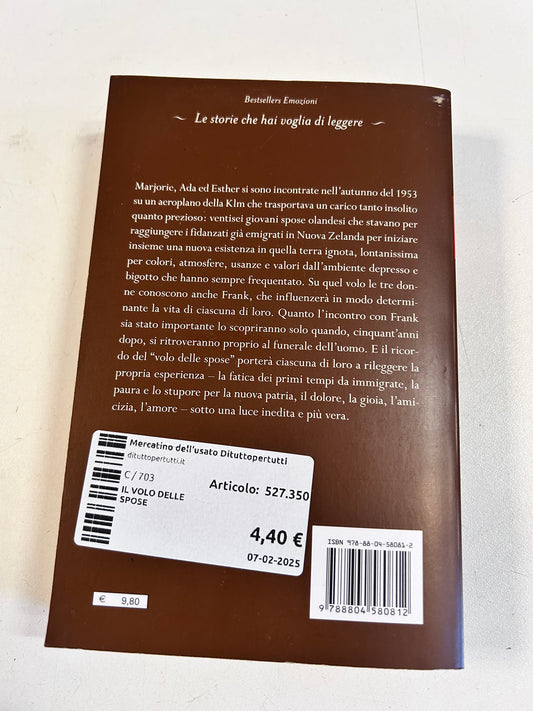 Bestsellers Emozioni
~ Le storie che hai voglia di leggere ~
Marjorie, Ada ed Esther si sono incontrate nell'autunno del 1953
su un aeroplano della Klm che trasportava un carico tanto insolito
quanto prezioso: ventisei giovani spose olandesi che stavano per
raggiungere i fidanzati già emigrati in Nuova Zelanda per iniziare
insieme una nuova esistenza in quella terra ignota, lontanissima
per colori, atmosfere, usanze e valori dall'ambiente depresso e
bigotto che hanno sempre frequentato. Su quel volo le tre don-
ne conoscono anche Frank, che influenzerà in modo determi-
nante la vita di ciascuna di loro. Quanto l'incontro con Frank
sia stato importante lo scopriranno solo quando, cinquant'anni
dopo, si ritroveranno proprio al funerale dell'uomo. E il ricor-
do del "volo delle spose" porterà ciascuna di loro a rileggere la
propria esperienza – la fatica dei primi tempi da immigrate, la
paura e lo stupore per la nuova patria, il dolore, la gioia, l'ami-
cizia, l'amore – sotto una luce inedita e più vera.
Mercatino dell'usato Dituttopertutti
dituttopertutti.it
C / 703
Articolo: 527.350
IL VOLO DELLE
SPOSE
4,40 €
07-02-2025
€ 9,80
ISBN 978-88-04-58081-2
9 788804 580812